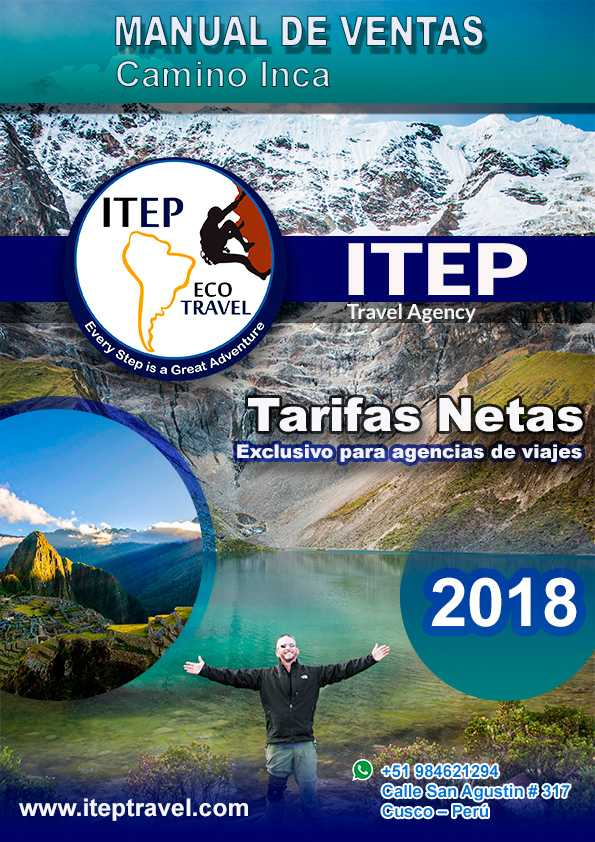 MANUAL DE VENTAS
Camino Inca
ITEP
ECO
TRAVEL
Every Step is a Great Adventure
ITEP
Travel Agency
Tarifas Netas
Exclusivo para agencias de viajes
2018
+51 984621294
Calle San Agustin # 317
Cusco – Perú
www.iteptravel.com